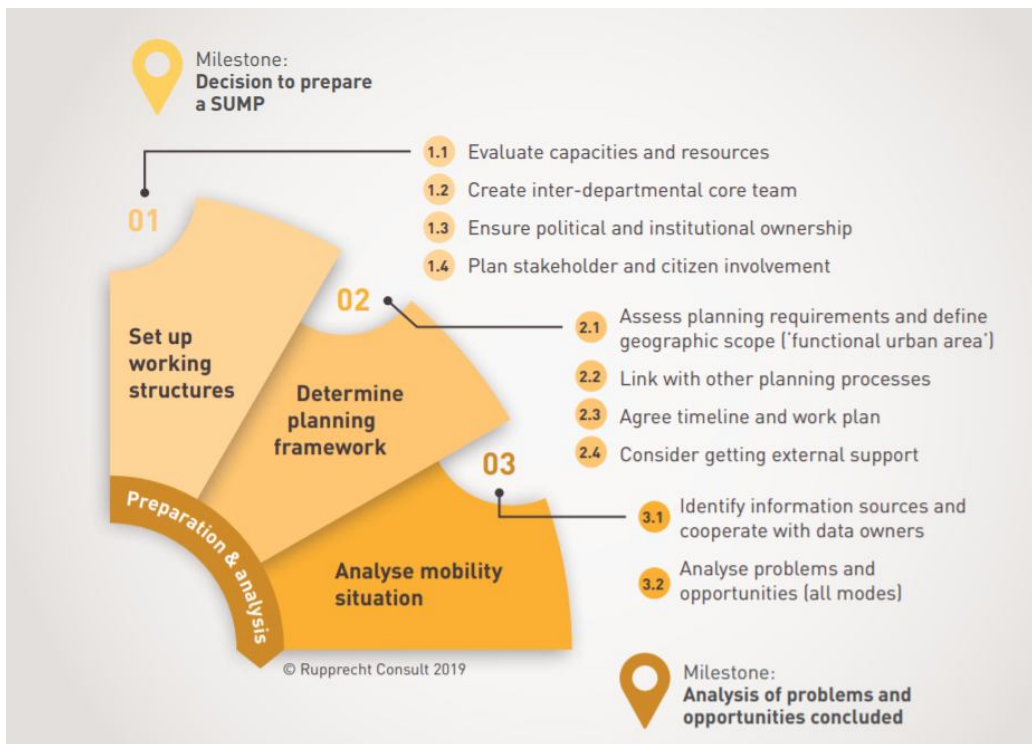 Milestone:
Decision to prepare
a SUMP
01
1.1 Evaluate capacities and resources
1.2 Create inter-departmental core team
1.3 Ensure political and institutional ownership
1.4 Plan stakeholder and citizen involvement
Set up
working
structures
02
2.1 Assess planning requirements and define
geographic scope (‘functional urban area’)
2.2 Link with other planning processes
2.3 Agree timeline and work plan
2.4 Consider getting external support
Determine
planning
framework
03
3.1 Identify information sources and
cooperate with data owners
3.2 Analyse problems and
opportunities (all modes)
Analyse mobility
situation
Preparation & analysis
© Rupprecht Consult 2019
Milestone:
Analysis of problems and
opportunities concluded